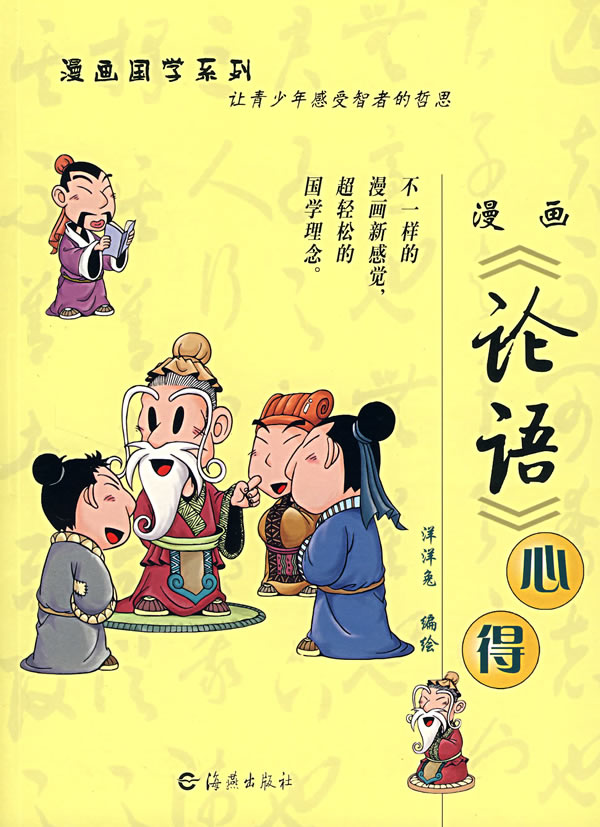 漫画国学系列
让青少年感受智者的哲思
不一样的
漫画新感觉，
超轻松的
国学理念。
漫画
《论语》
心得
洋洋兔 编绘
海燕出版社